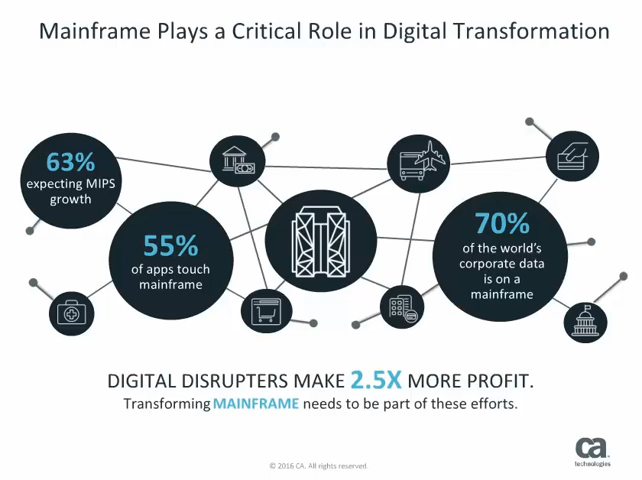 Mainframe Plays a Critical Role in Digital Transformation
63%
expecting MIPS
growth
55%
of apps touch
mainframe
70%
of the world's
corporate data
is on a
mainframe
DIGITAL DISRUPTERS MAKE 2.5X MORE PROFIT.
Transforming MAINFRAME needs to be part of these efforts.
© 2016 CA. All rights reserved
ca
technologies